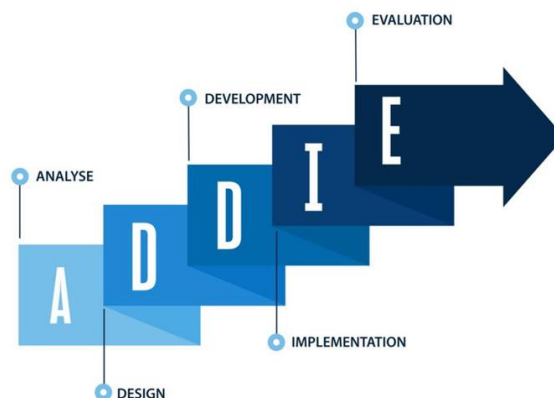 EVALUATION
DEVELOPMENT
ANALYSE
A D D I E
IMPLEMENTATION
DESIGN